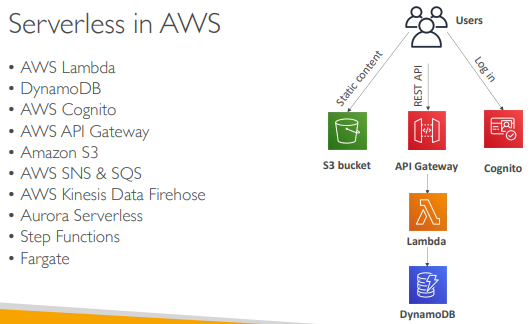 Serverless in AWS
• AWS Lambda
• DynamoDB
• AWS Cognito
• AWS API Gateway
• Amazon S3
• AWS SNS & SQS
• AWS Kinesis Data Firehose
• Aurora Serverless
• Step Functions
• Fargate
Users
Static content
REST API
Log in
S3 bucket
API Gateway
Cognito
Lambda
DynamoDB